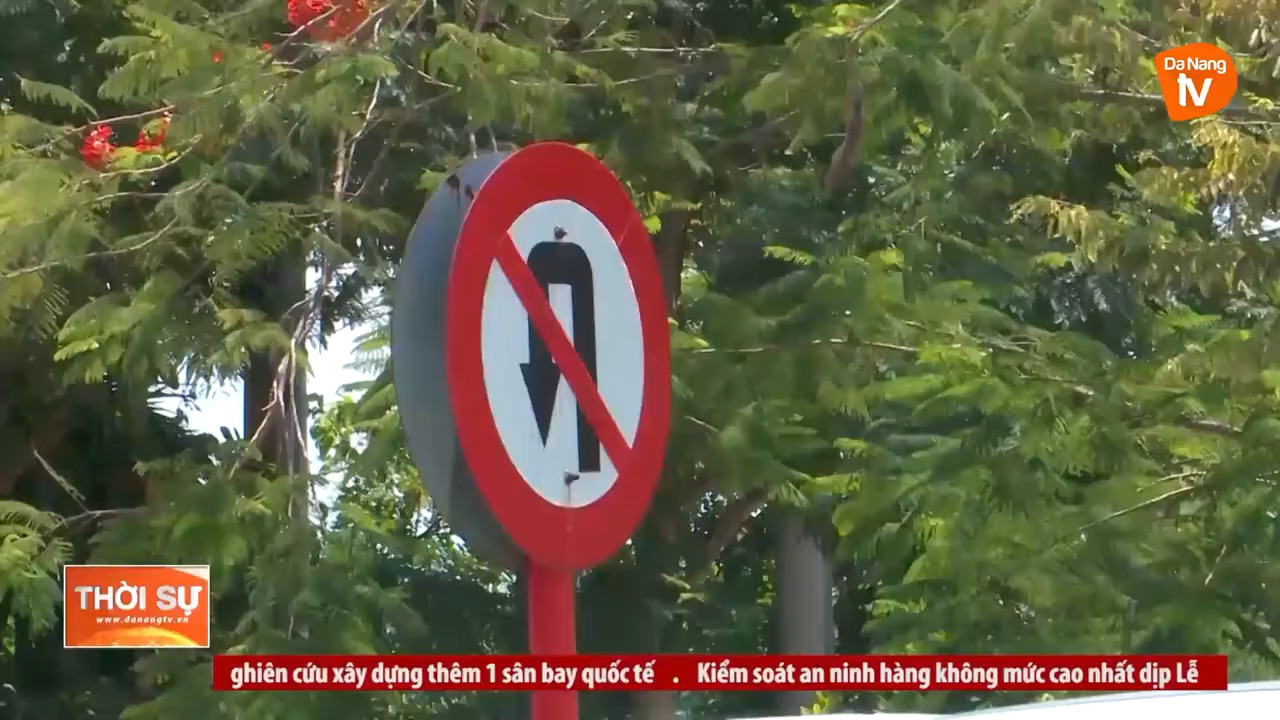 Da Nang
tv
THỜI SỰ
www.danangtv.vn
ghiên cứu xây dựng thêm 1 sân bay quốc tế . Kiểm soát an ninh hàng không mức cao nhất dịp Lễ